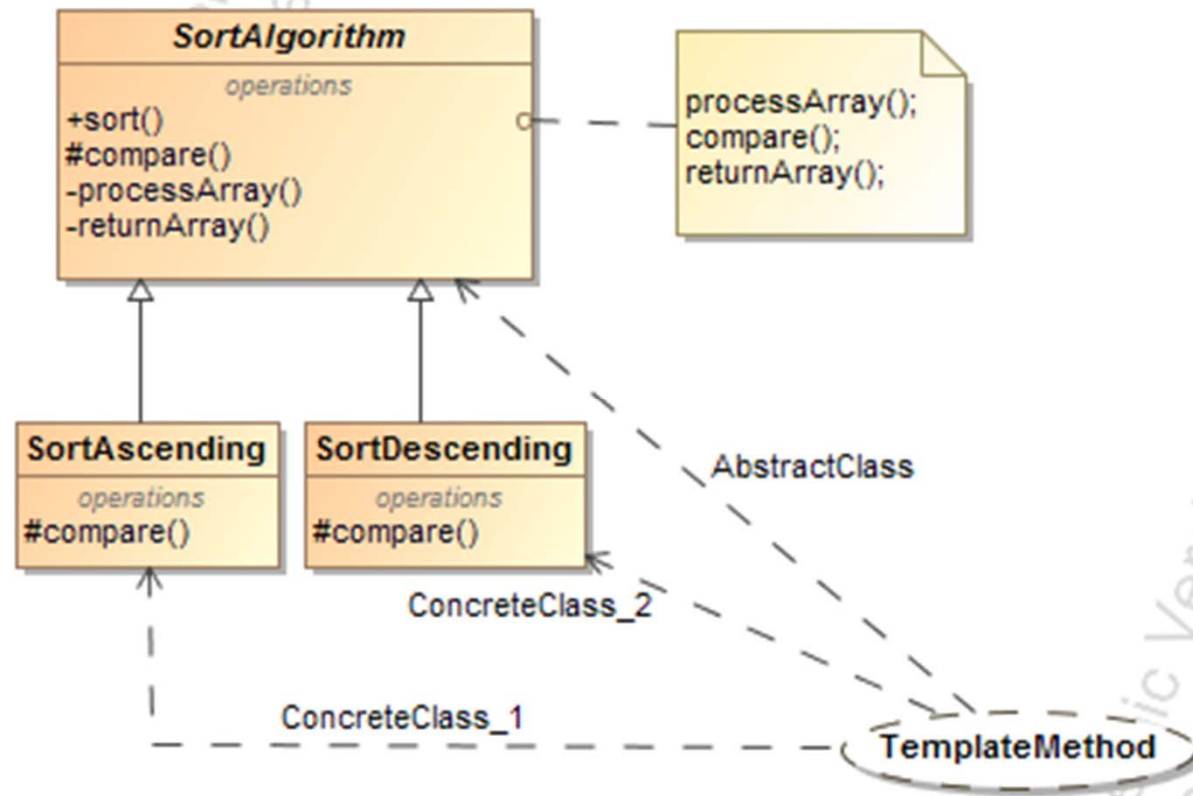 SortAlgorithm
operations
+sort()
#compare()
-processArray()
-returnArray()
processArray();
compare();
returnArray();
SortAscending
operations
#compare()
SortDescending
operations
#compare()
AbstractClass
ConcreteClass_2
ConcreteClass_1
TemplateMethod